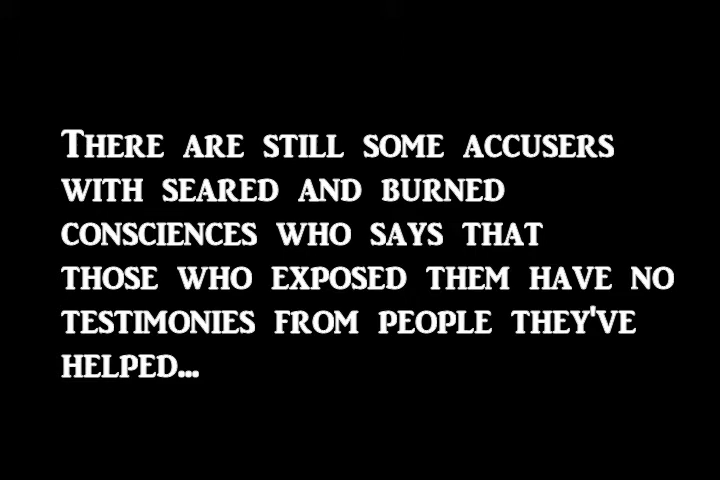 There are still some accusers
with seared and burned
consciences who says that
those who exposed them have no
testimonies from people they've
helped...